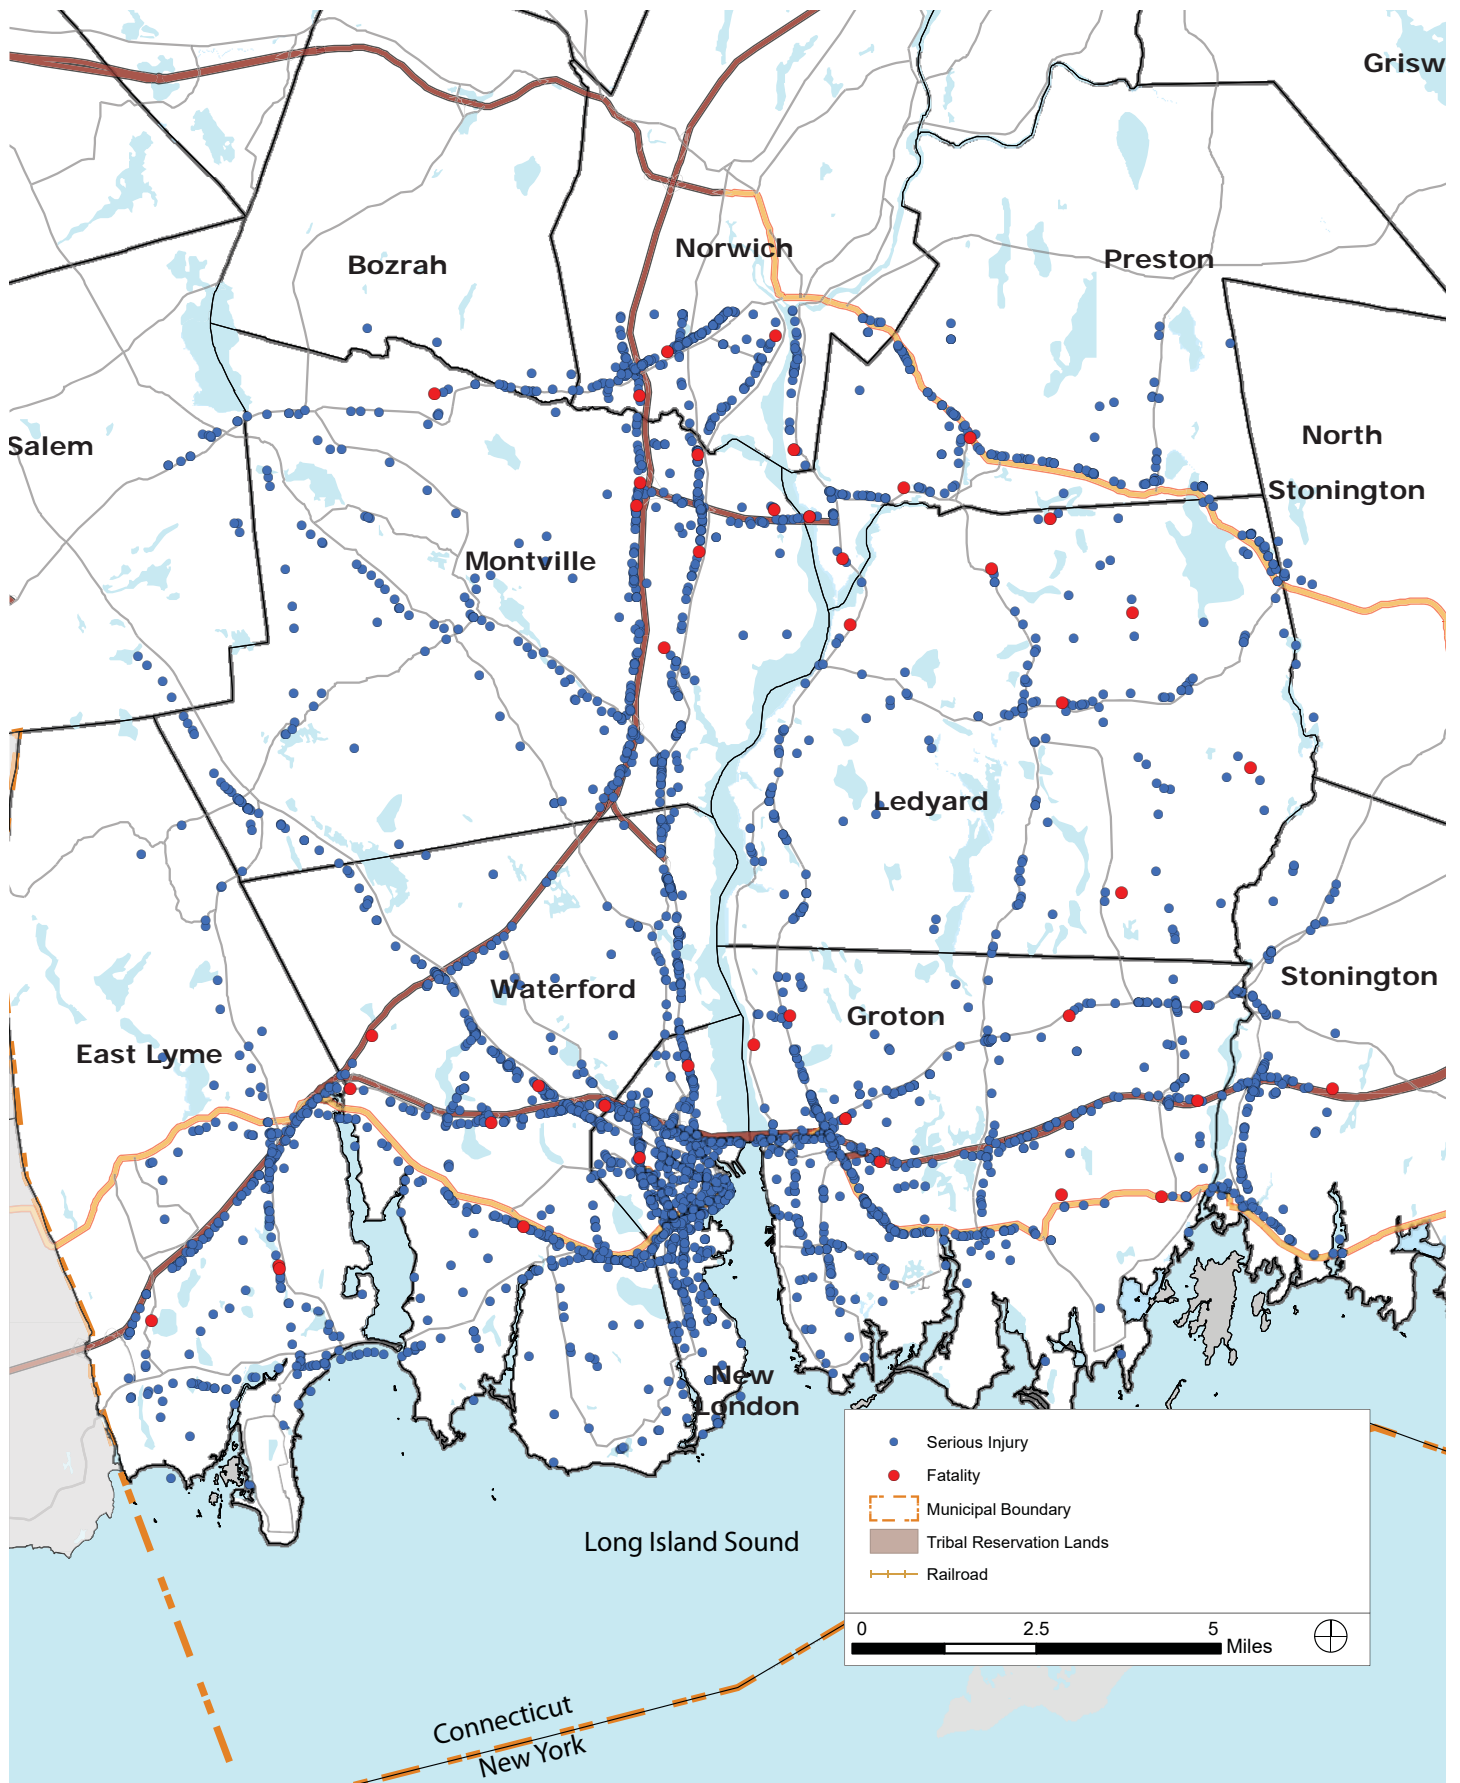 Grisw
Norwich
Bozrah
Preston
Salem
North
Stonington
Montville
Ledyard
Stonington
Waterford
Groton
East Lyme
New
London
Serious Injury
Fatality
Municipal Boundary
Tribal Reservation Lands
Railroad
Long Island Sound
0 2.5 5
Miles
Connecticut
New York